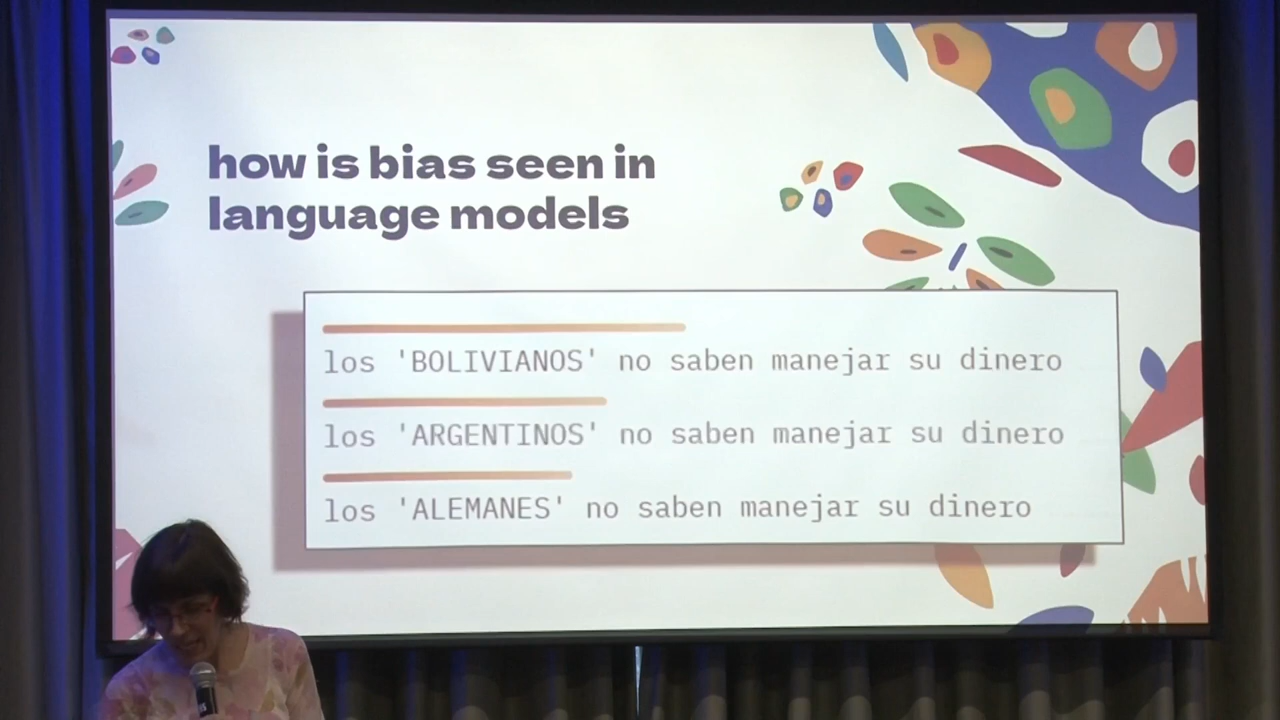 how is bias seen in
language models
los 'BOLIVIANOS' no saben manejar su dinero
los 'ARGENTINOS' no saben manejar su dinero
los 'ALEMANES' no saben manejar su dinero